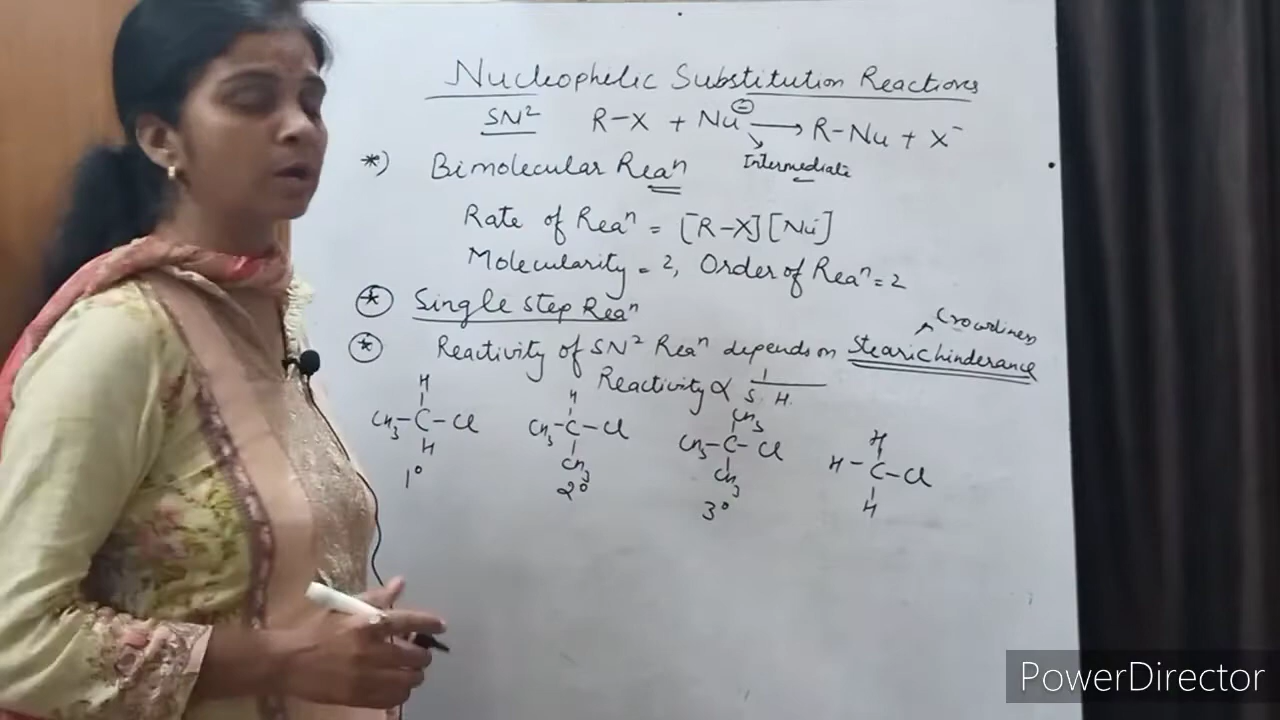 Nucleophelic Substitution Reactions
SN² R-X + Nu⊖ → R-Nu + X⁻
*) Bimolecular Reaⁿ Intermediate
Rate of Reaⁿ = [R-X][Nu⁻]
Molecularity = 2, Order of Reaⁿ = 2
* Single step Reaⁿ
Crowdiness
* Reactivity of SN² Reaⁿ depends on Stearic hinderance
Reactivity ∝ 1
S. H.
H H CH₃ H
CH₃-C-Cl CH₃-C-Cl CH₃-C-Cl H-C-Cl
H CH₃ CH₃ H
1° 2° 3°
PowerDirector